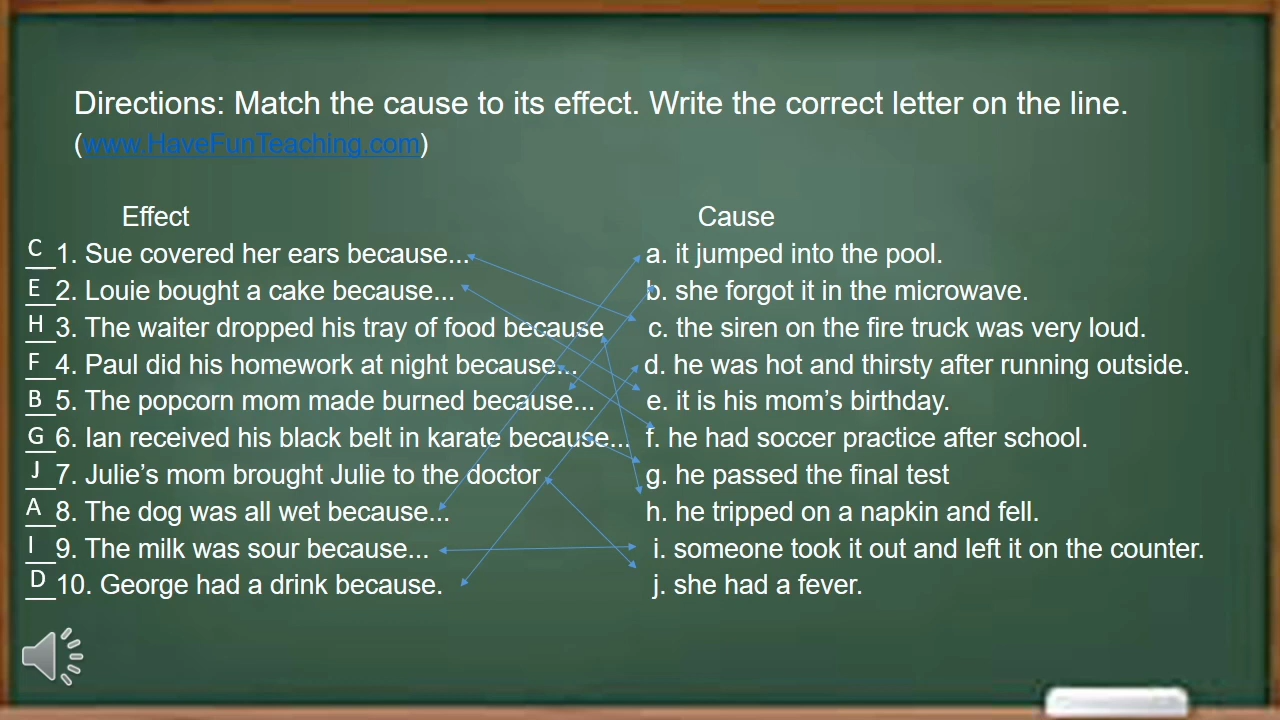 Directions: Match the cause to its effect. Write the correct letter on the line.
(www.HaveFunTeaching.com)
Effect Cause
C 1. Sue covered her ears because... a. it jumped into the pool.
E 2. Louie bought a cake because... b. she forgot it in the microwave.
H 3. The waiter dropped his tray of food because c. the siren on the fire truck was very loud.
F 4. Paul did his homework at night because... d. he was hot and thirsty after running outside.
B 5. The popcorn mom made burned because... e. it is his mom’s birthday.
G 6. Ian received his black belt in karate because... f. he had soccer practice after school.
J 7. Julie’s mom brought Julie to the doctor g. he passed the final test
A 8. The dog was all wet because... h. he tripped on a napkin and fell.
I 9. The milk was sour because... i. someone took it out and left it on the counter.
D 10. George had a drink because. j. she had a fever.